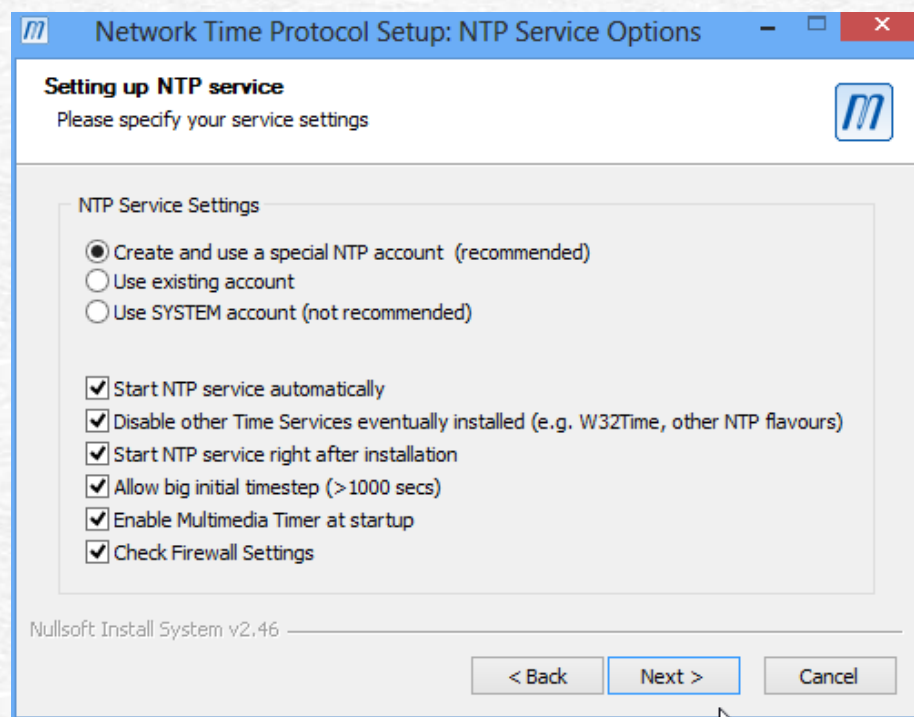 Network Time Protocol Setup: NTP Service Options
Setting up NTP service
Please specify your service settings
NTP Service Settings
Create and use a special NTP account (recommended)
Use existing account
Use SYSTEM account (not recommended)
Start NTP service automatically
Disable other Time Services eventually installed (e.g. W32Time, other NTP flavours)
Start NTP service right after installation
Allow big initial timestep (>1000 secs)
Enable Multimedia Timer at startup
Check Firewall Settings
Nullsoft Install System v2.46
< Back Next > Cancel